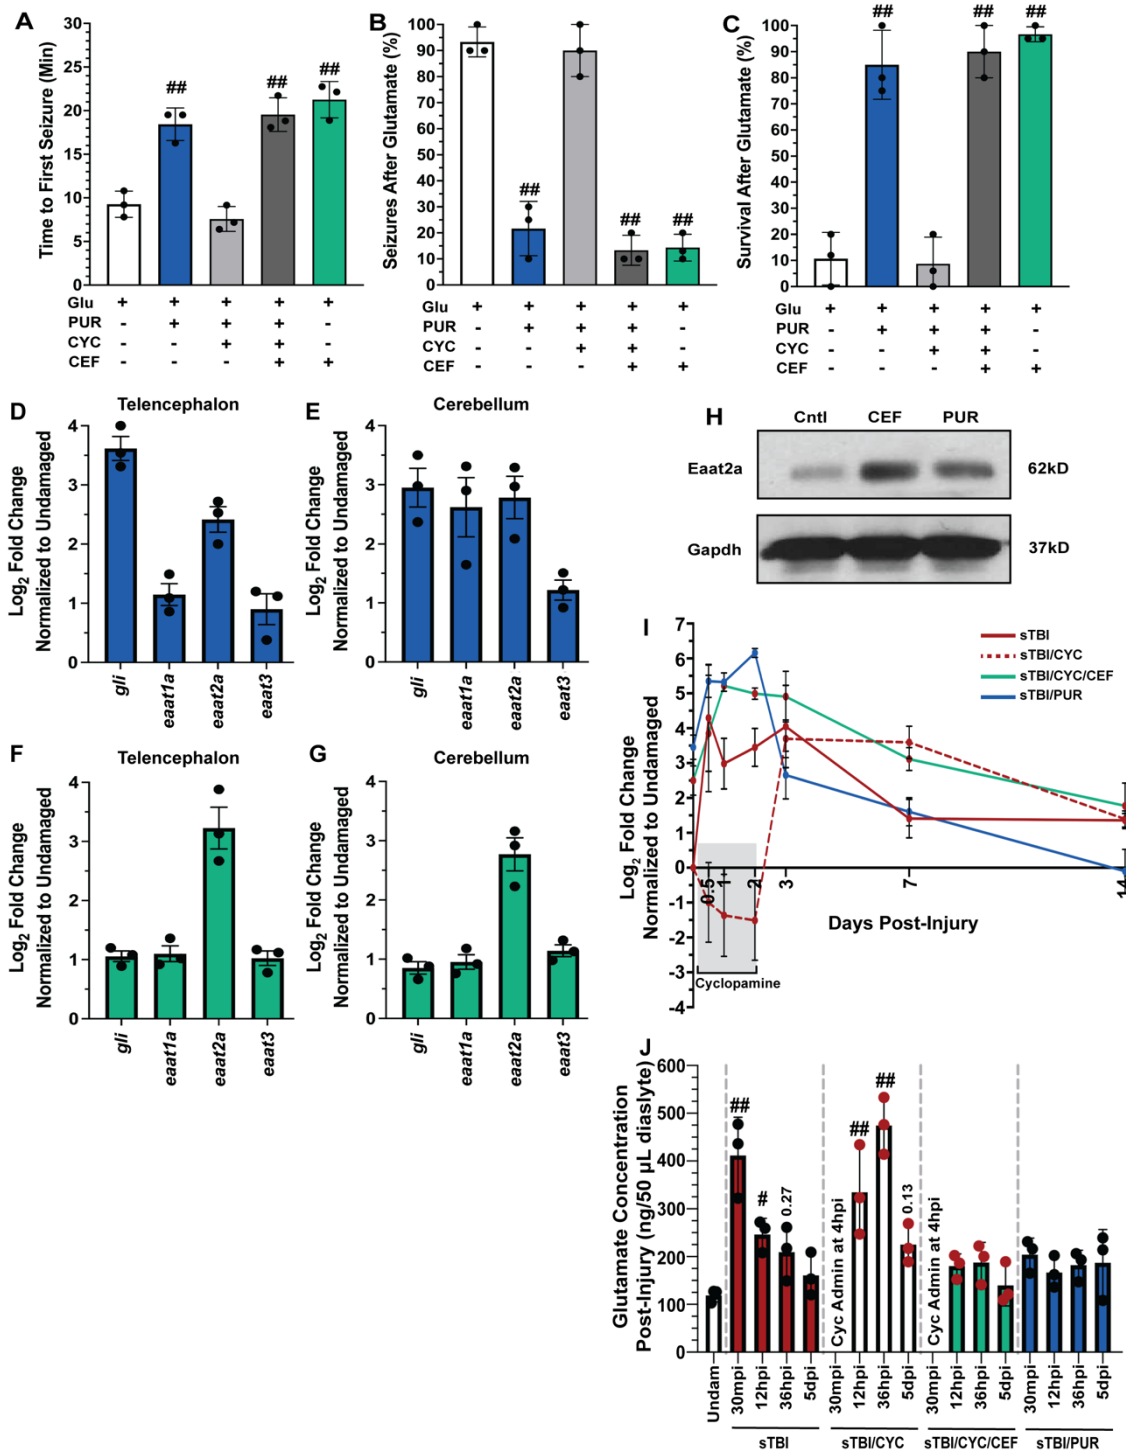 A
Time to First Seizure (Min)
30
25
20
15
10
5
0
## ## ##
Glu + + + + +
PUR - + + + -
CYC - - + + -
CEF - - - + +
B
Seizures After Glutamate (%)
100
90
80
70
60
50
40
30
20
10
0
## ## ##
Glu + + + + +
PUR - + + + -
CYC - - + + -
CEF - - - + +
C
Survival After Glutamate (%)
100
90
80
70
60
50
40
30
20
10
0
## ## ##
Glu + + + + +
PUR - + + + -
CYC - - + + -
CEF - - - + +
D
Telencephalon
Log2 Fold Change
Normalized to Undamaged
4
3
2
1
0
gli eaat1a eaat2a eaat3
E
Cerebellum
Log2 Fold Change
Normalized to Undamaged
4
3
2
1
0
gli eaat1a eaat2a eaat3
F
Telencephalon
Log2 Fold Change
Normalized to Undamaged
4
3
2
1
0
gli eaat1a eaat2a eaat3
G
Cerebellum
Log2 Fold Change
Normalized to Undamaged
4
3
2
1
0
gli eaat1a eaat2a eaat3
H
Cntl CEF PUR
Eaat2a 62kD
Gapdh 37kD
I
Log2 Fold Change
Normalized to Undamaged
7
6
5
4
3
2
1
0
-1
-2
-3
-4
sTBI
sTBI/CYC
sTBI/CYC/CEF
sTBI/PUR
0.5 1 2 3 7 14
Days Post-Injury
Cyclopamine
J
Glutamate Concentration
Post-Injury (ng/50 µL diaslyte)
600
500
400
300
200
100
0
## # 0.27 ## ## 0.13
Cyc Admin at 4hpi
Cyc Admin at 4hpi
Undam 30mpi 12hpi 36hpi 5dpi 30mpi 12hpi 36hpi 5dpi 30mpi 12hpi 36hpi 5dpi 30mpi 12hpi 36hpi 5dpi
sTBI sTBI/CYC sTBI/CYC/CEF sTBI/PUR